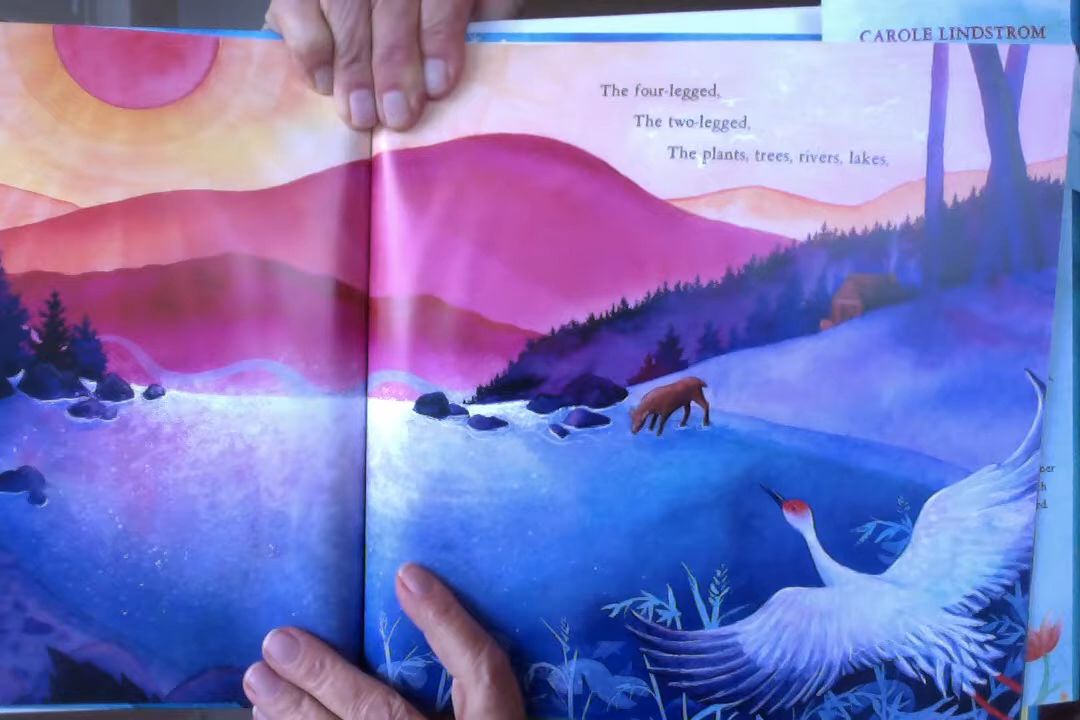 CAROLE LINDSTROM
The four-legged,
The two-legged,
The plants, trees, rivers, lakes,